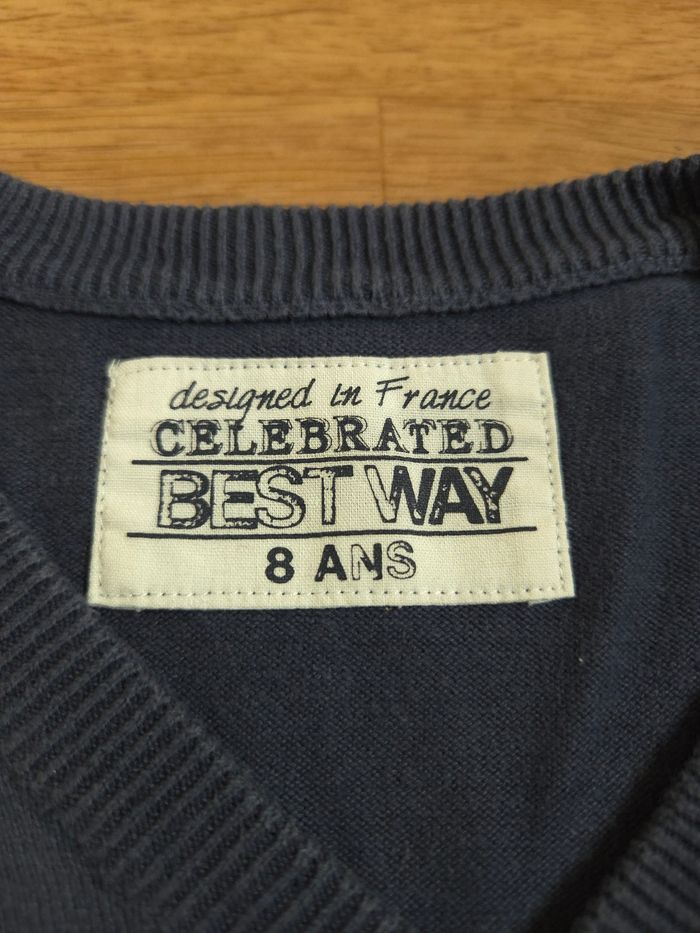 designed in France
CELEBRATED
BEST WAY
8 ANS